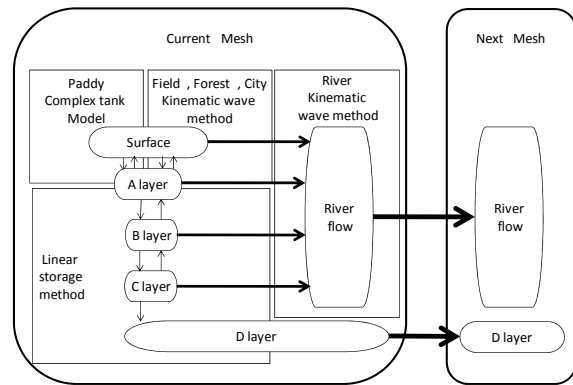 Current Mesh
Next Mesh
Paddy
Complex tank
Model
Field , Forest , City
Kinematic wave
method
River
Kinematic
wave method
Surface
A layer
B layer
C layer
D layer
Linear
storage
method
River
flow
River
flow
D layer